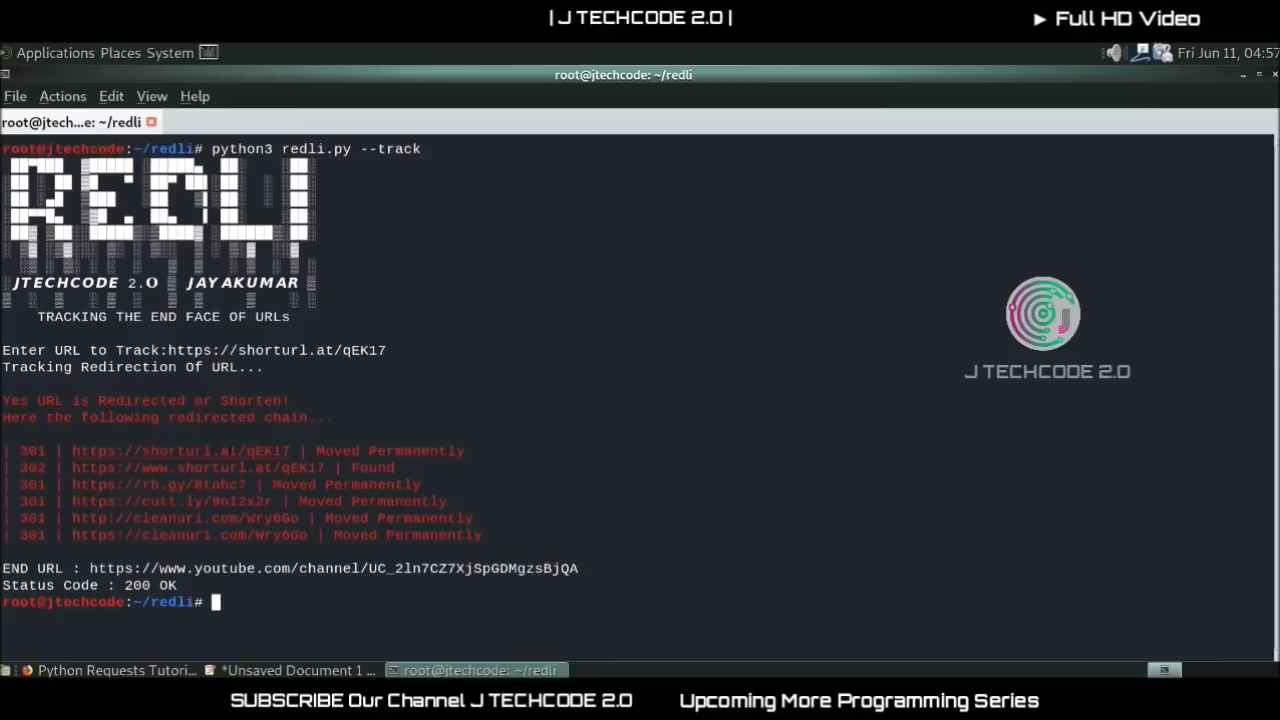 | J TECHCODE 2.0 |
► Full HD Video
Applications Places System
Fri Jun 11, 04:57
root@jtechcode: ~/redli
File Actions Edit View Help
root@jtech...e: ~/redli
root@jtechcode:~/redli# python3 redli.py --track
REDLI
JTECHCODE 2.0 JAYAKUMAR
TRACKING THE END FACE OF URLs
Enter URL to Track:https://shorturl.at/qEK17
Tracking Redirection Of URL...
Yes URL is Redirected or Shorten!
Here the following redirected chain...
| 301 | https://shorturl.at/qEK17 | Moved Permanently
| 302 | https://www.shorturl.at/qEK17 | Found
| 301 | https://rb.gy/8tohc7 | Moved Permanently
| 301 | https://cutt.ly/9nI2x2r | Moved Permanently
| 301 | http://cleanuri.com/Wry6Go | Moved Permanently
| 301 | https://cleanuri.com/Wry6Go | Moved Permanently
END URL : https://www.youtube.com/channel/UC_2ln7CZ7XjSpGDMgzsBjQA
Status Code : 200 OK
root@jtechcode:~/redli#
J TECHCODE 2.0
Python Requests Tutori...
*Unsaved Document 1 ...
root@jtechcode: ~/redli
SUBSCRIBE Our Channel J TECHCODE 2.0
Upcoming More Programming Series